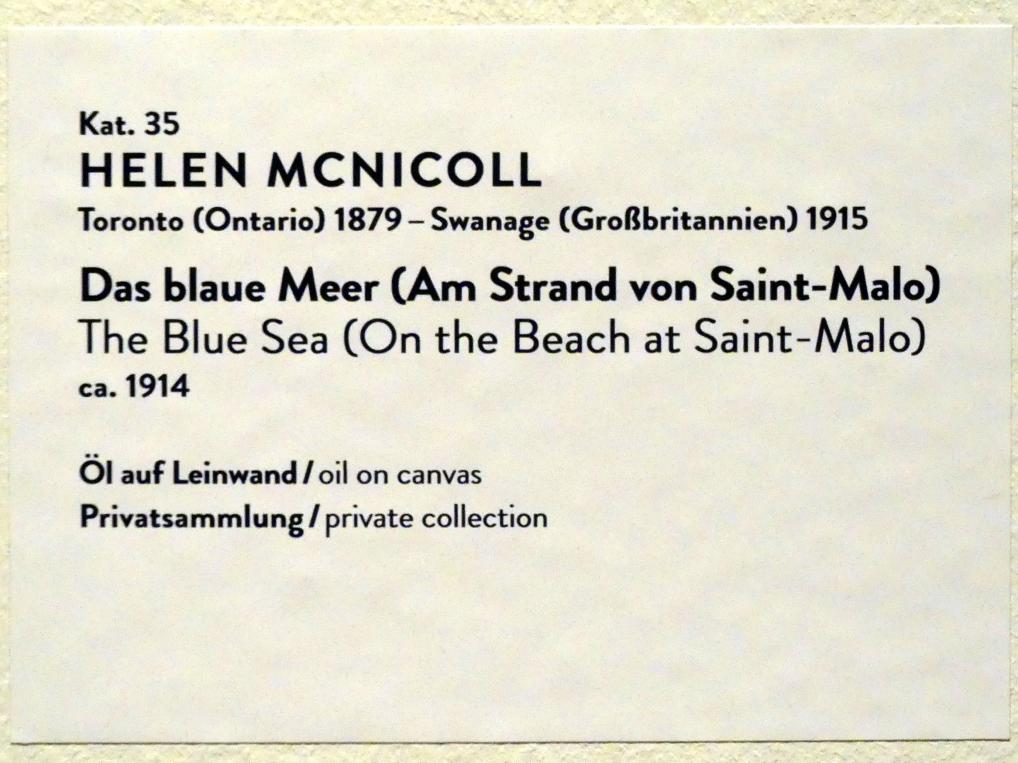 Kat. 35
HELEN MCNICOLL
Toronto (Ontario) 1879 – Swanage (Großbritannien) 1915
Das blaue Meer (Am Strand von Saint-Malo)
The Blue Sea (On the Beach at Saint-Malo)
ca. 1914
Öl auf Leinwand / oil on canvas
Privatsammlung / private collection